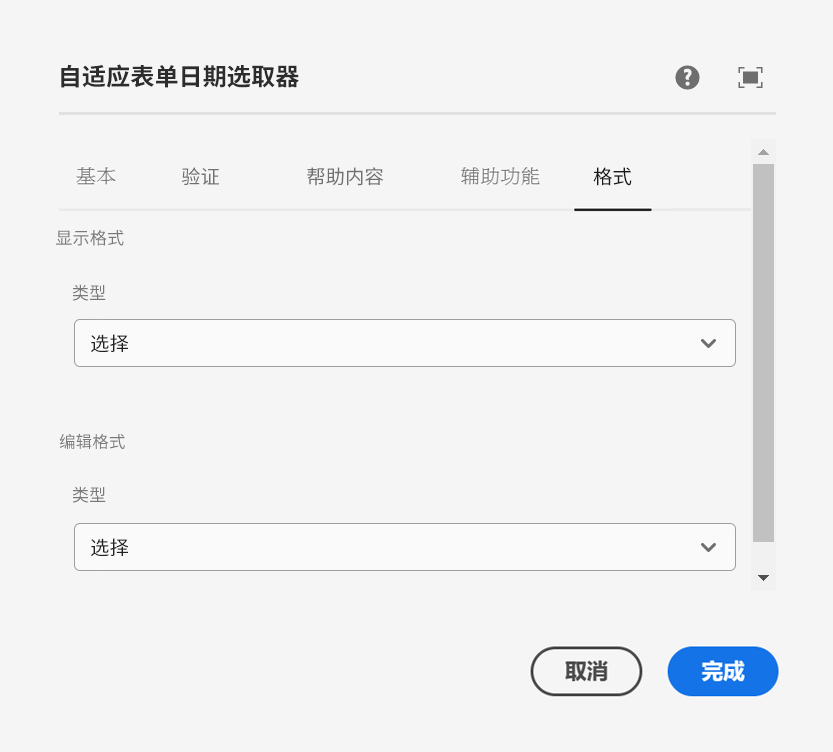 自适应表单日期选取器
基本 验证 帮助内容 辅助功能 格式
显示格式
类型
选择
编辑格式
类型
选择
取消 完成